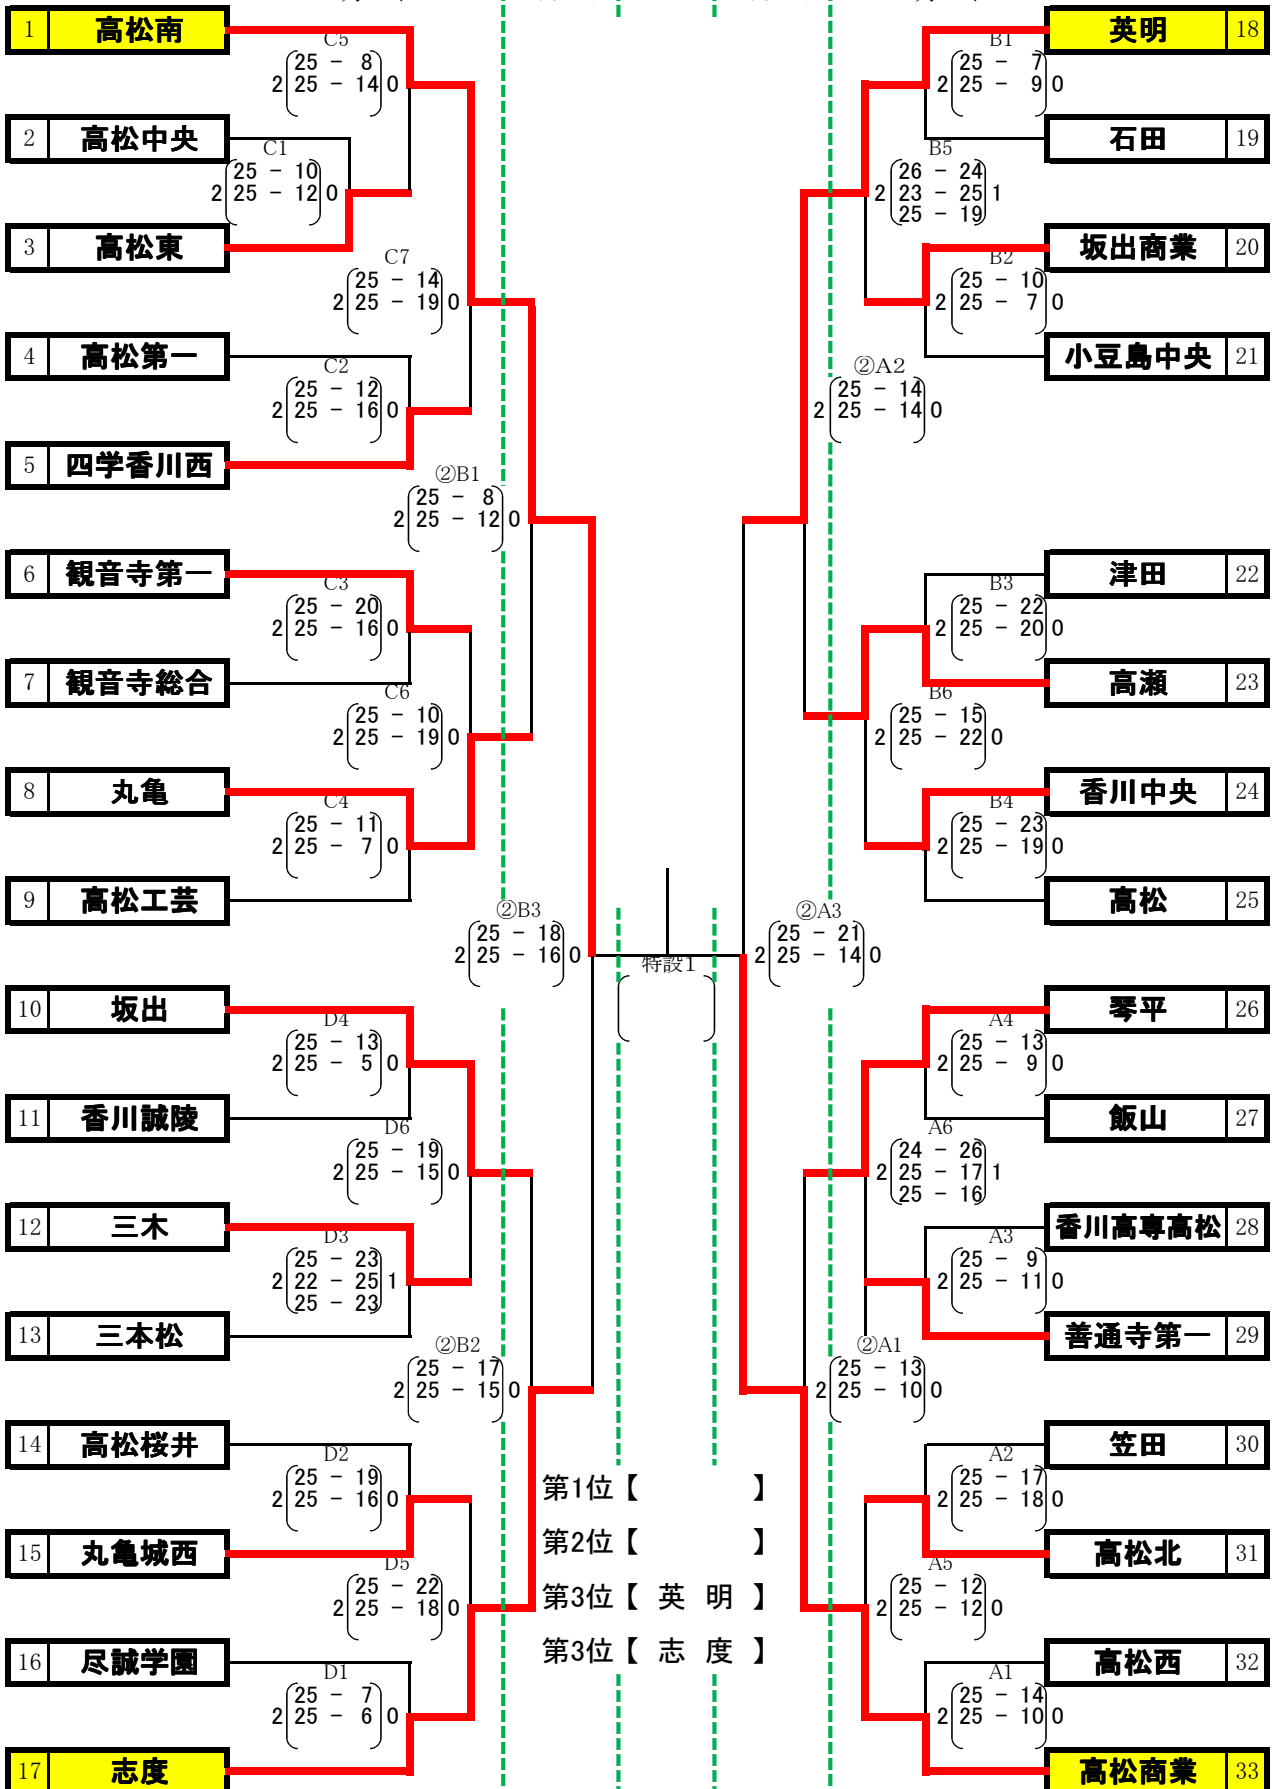 1 高松南
C5
25 - 8
2 25 - 14 0
2 高松中央
C1
25 - 10
2 25 - 12 0
3 高松東
C7
25 - 14
2 25 - 19 0
4 高松第一
C2
25 - 12
2 25 - 16 0
5 四学香川西
②B1
25 - 8
2 25 - 12 0
6 観音寺第一
C3
25 - 20
2 25 - 16 0
7 観音寺総合
C6
25 - 10
2 25 - 19 0
8 丸亀
C4
25 - 11
2 25 - 7 0
9 高松工芸
②B3
25 - 18
2 25 - 16 0
10 坂出
D4
25 - 13
2 25 - 5 0
11 香川誠陵
D6
25 - 19
2 25 - 15 0
12 三木
D3
25 - 23
2 22 - 25 1
25 - 23
13 三本松
②B2
25 - 17
2 25 - 15 0
14 高松桜井
D2
25 - 19
2 25 - 16 0
15 丸亀城西
D5
25 - 22
2 25 - 18 0
16 尽誠学園
D1
25 - 7
2 25 - 6 0
17 志度
特設1
第1位【 】
第2位【 】
第3位【 英 明 】
第3位【 志 度 】
英明 18
B1
25 - 7
2 25 - 9 0
石田 19
B5
26 - 24
2 23 - 25 1
25 - 19
坂出商業 20
B2
25 - 10
2 25 - 7 0
小豆島中央 21
②A2
25 - 14
2 25 - 14 0
津田 22
B3
25 - 22
2 25 - 20 0
高瀬 23
B6
25 - 15
2 25 - 22 0
香川中央 24
B4
25 - 23
2 25 - 19 0
高松 25
②A3
25 - 21
2 25 - 14 0
琴平 26
A4
25 - 13
2 25 - 9 0
飯山 27
A6
24 - 26
2 25 - 17 1
25 - 16
香川高専高松 28
A3
25 - 9
2 25 - 11 0
善通寺第一 29
②A1
25 - 13
2 25 - 10 0
笠田 30
A2
25 - 17
2 25 - 18 0
高松北 31
A5
25 - 12
2 25 - 12 0
高松西 32
A1
25 - 14
2 25 - 10 0
高松商業 33